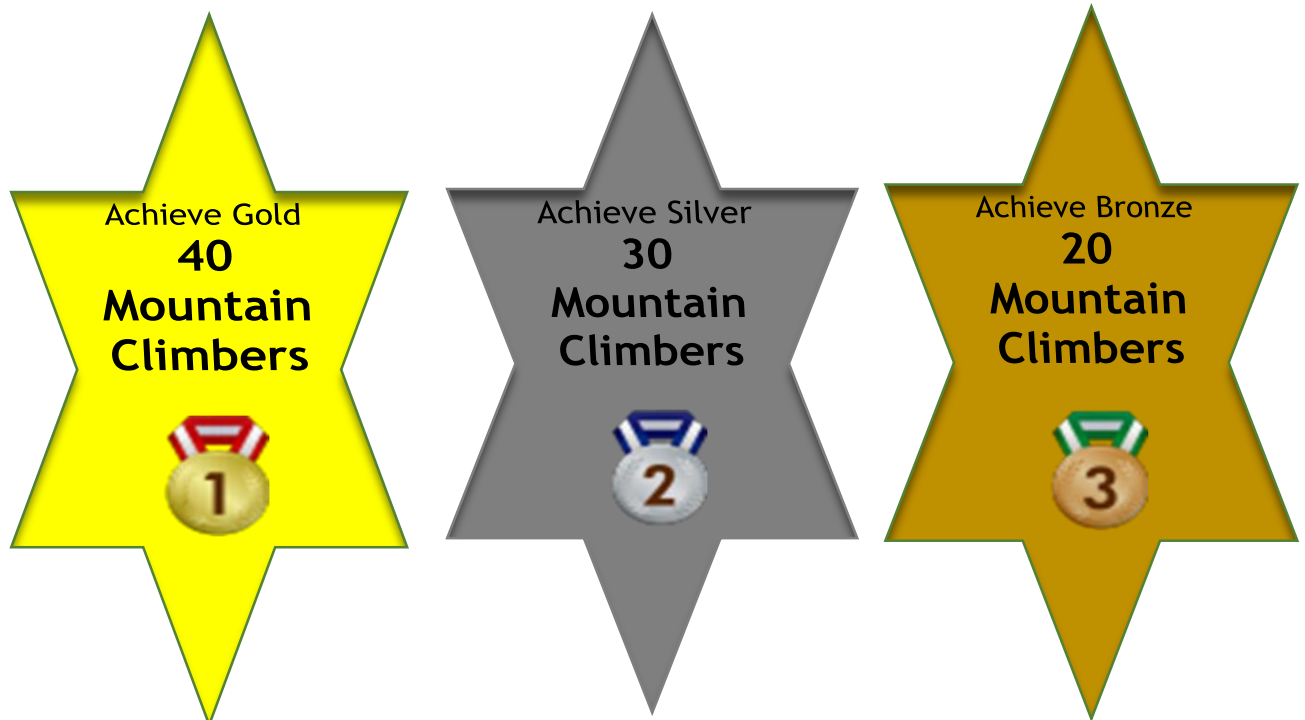 Achieve Gold
40
Mountain
Climbers
1
Achieve Silver
30
Mountain
Climbers
2
Achieve Bronze
20
Mountain
Climbers
3